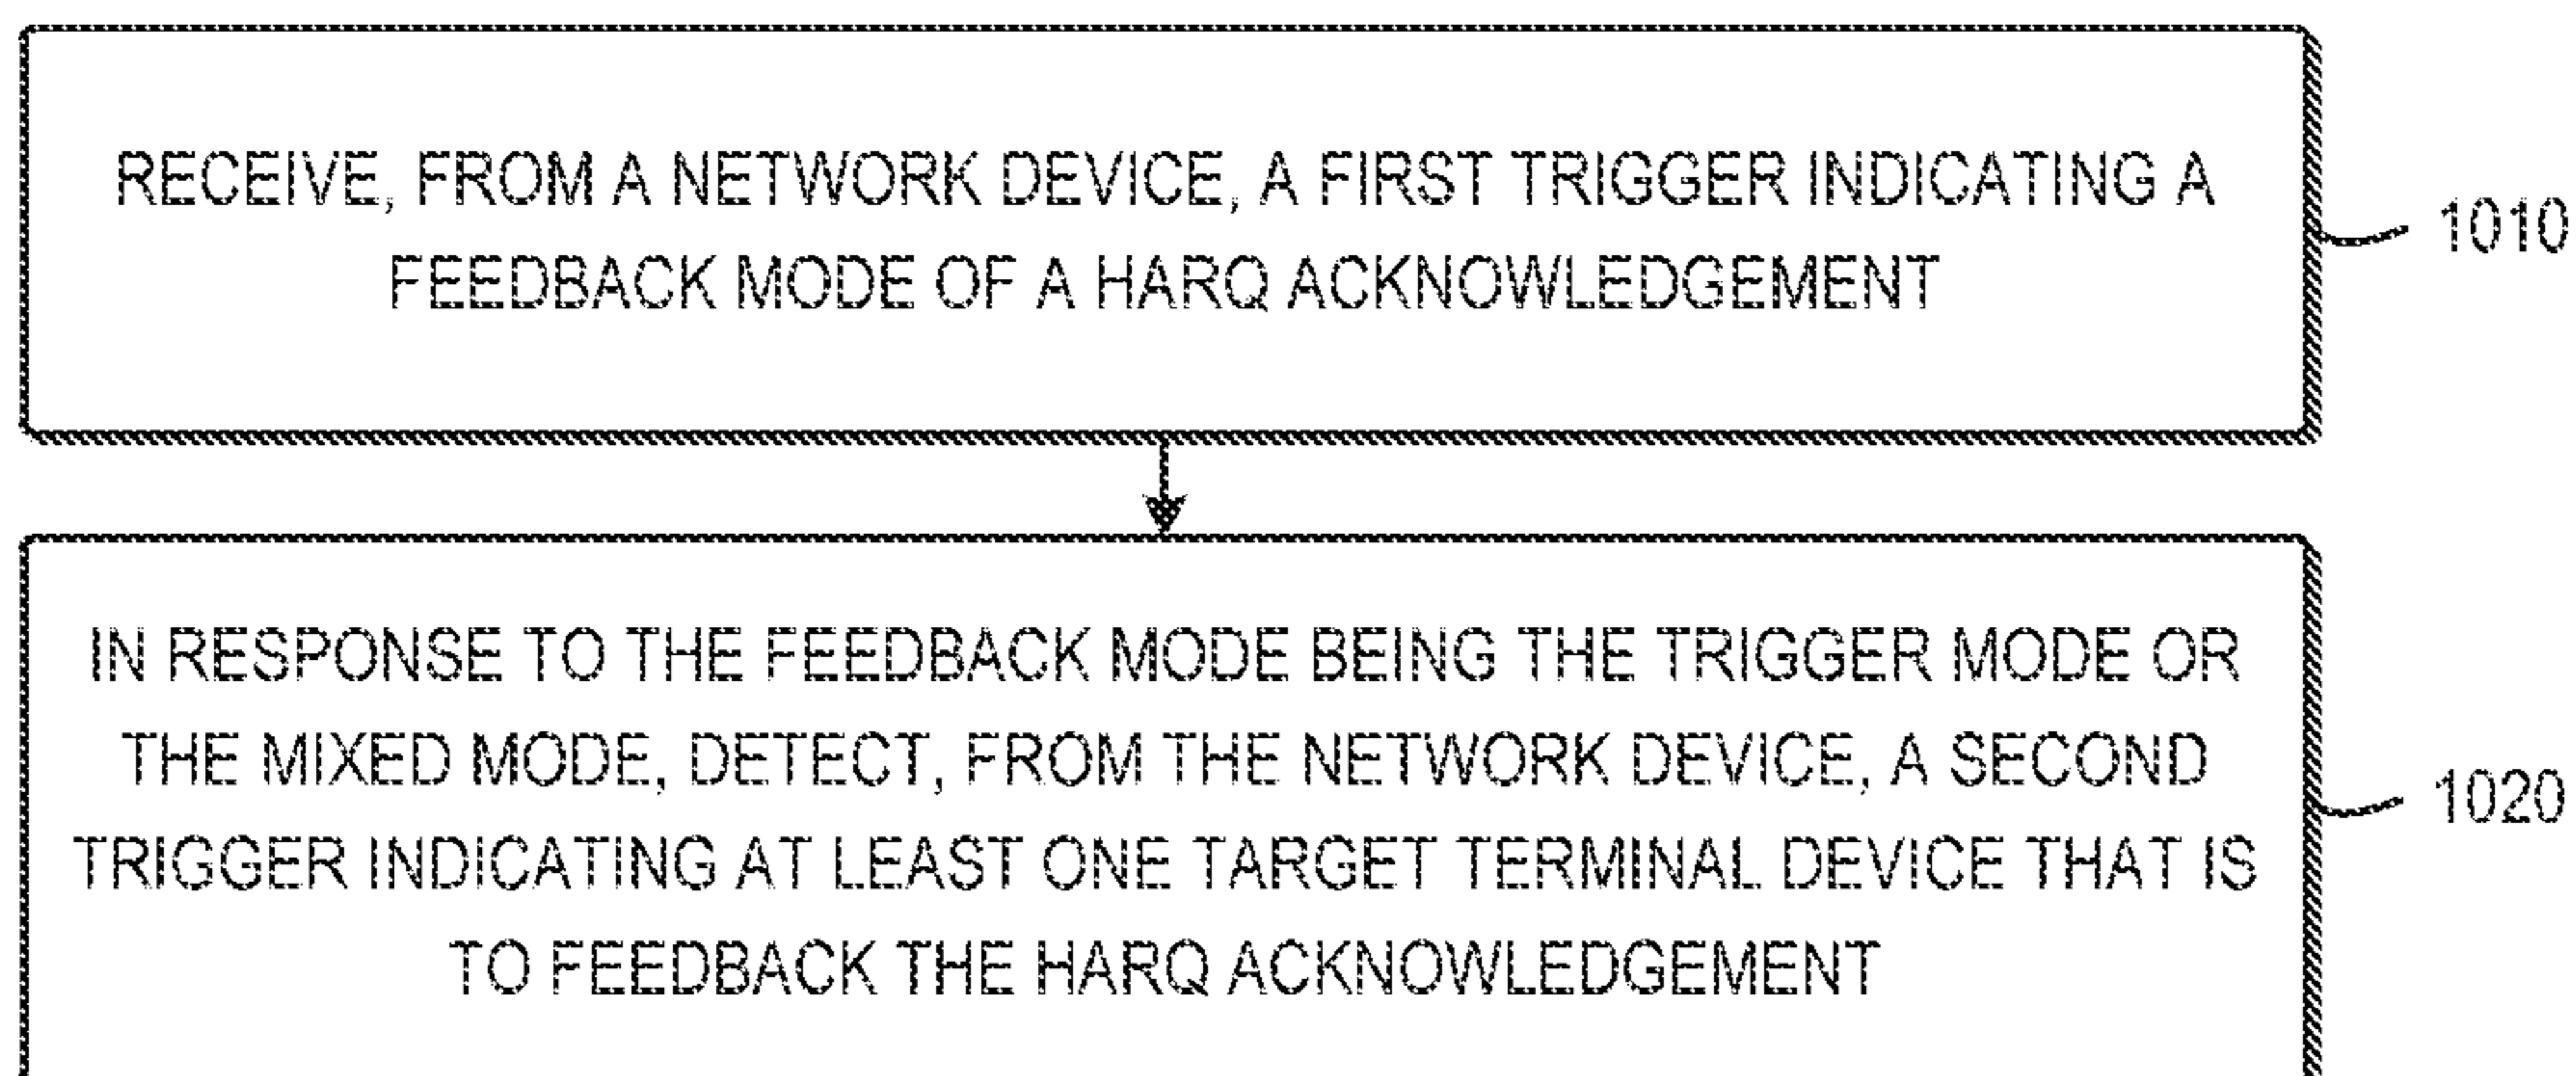 RECEIVE, FROM A NETWORK DEVICE, A FIRST TRIGGER INDICATING A
FEEDBACK MODE OF A HARQ ACKNOWLEDGEMENT
1010
IN RESPONSE TO THE FEEDBACK MODE BEING THE TRIGGER MODE OR
THE MIXED MODE, DETECT, FROM THE NETWORK DEVICE, A SECOND
TRIGGER INDICATING AT LEAST ONE TARGET TERMINAL DEVICE THAT IS
TO FEEDBACK THE HARQ ACKNOWLEDGEMENT
1020